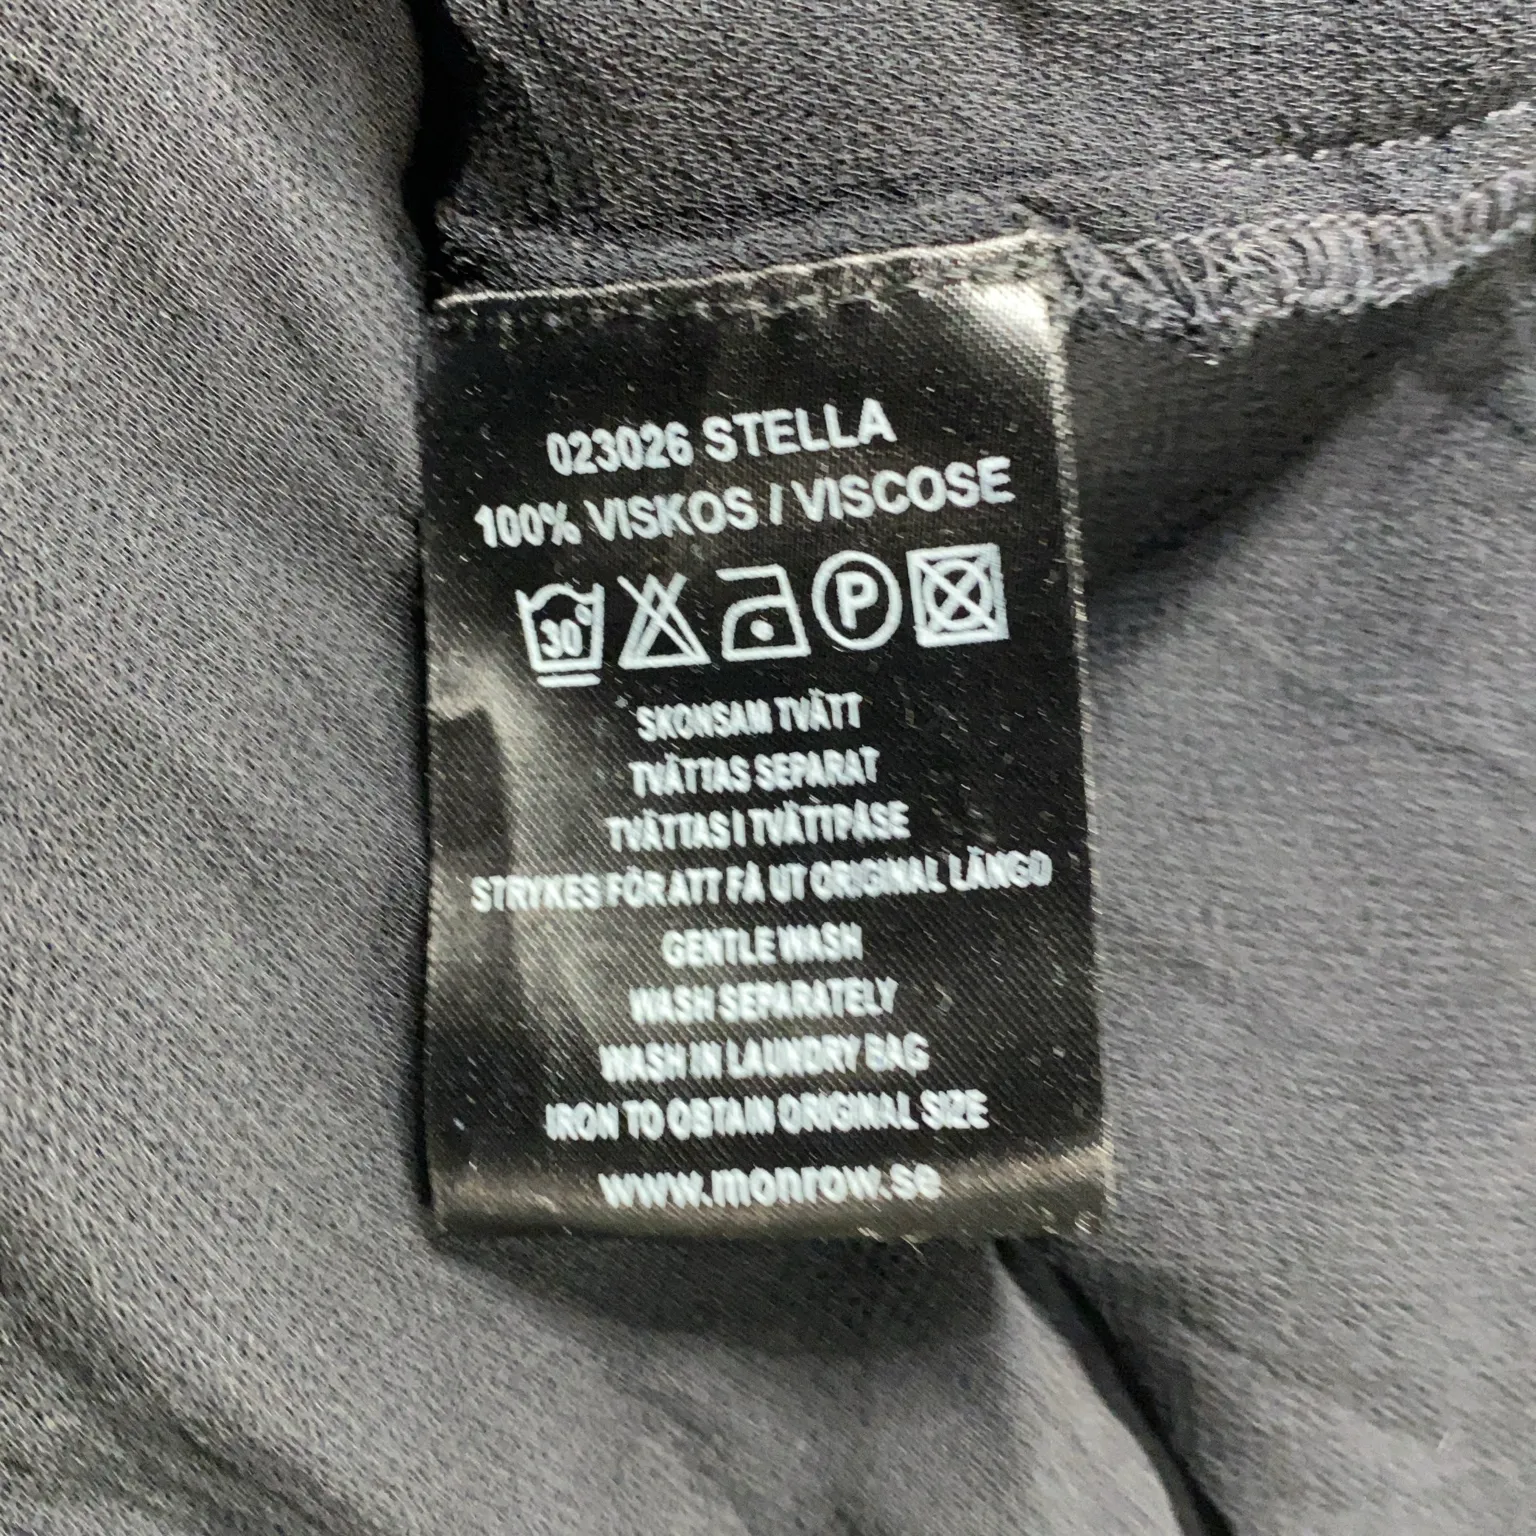 023026 STELLA
100% VISKOS / VISCOSE
30° P
SKONSAM TVÄTT
TVÄTTAS SEPARAT
TVÄTTAS I TVÄTTPÅSE
STRYKES FÖR ATT FÅ UT ORIGINAL LÄNGD
GENTLE WASH
WASH SEPARATELY
WASH IN LAUNDRY BAG
IRON TO OBTAIN ORIGINAL SIZE
www.monrow.se